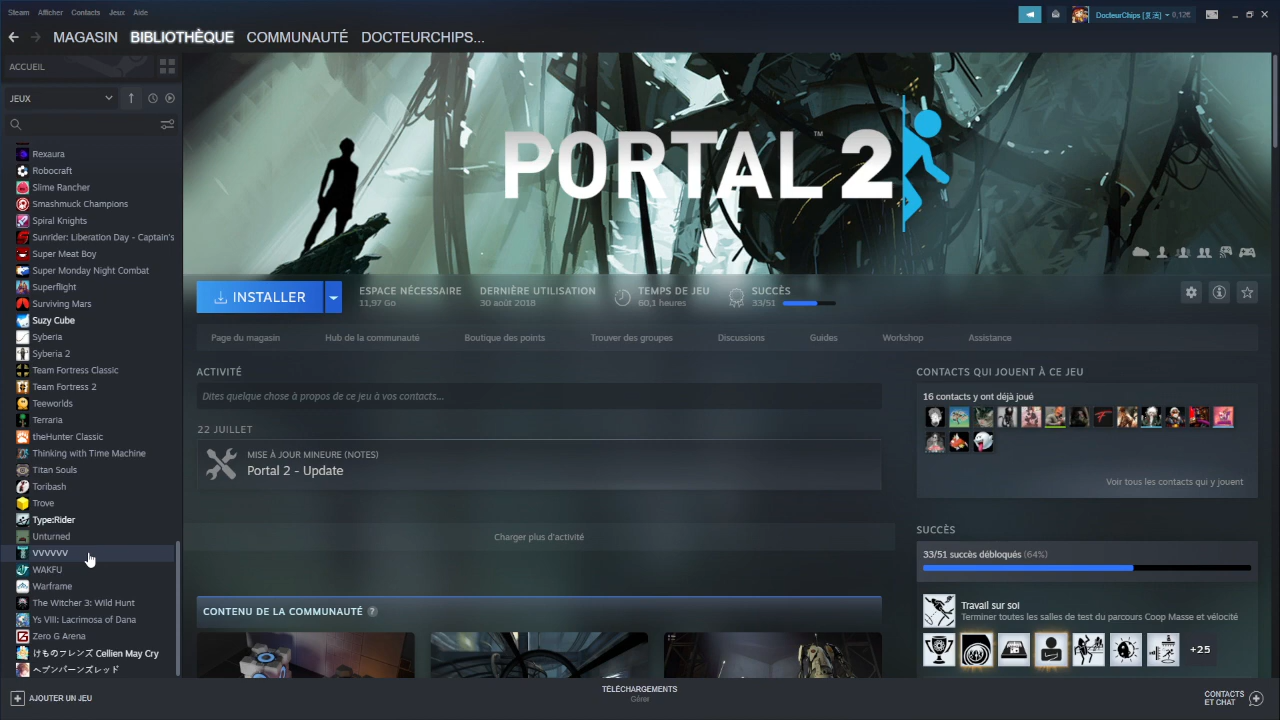 Steam Afficher Contacts Jeux Aide
DocteurChips [复活] 0,12€
MAGASIN BIBLIOTHÈQUE COMMUNAUTÉ DOCTEURCHIPS...
ACCUEIL
JEUX
Rexaura
Robocraft
Slime Rancher
Smashmuck Champions
Spiral Knights
Sunrider: Liberation Day - Captain's
Super Meat Boy
Super Monday Night Combat
Superflight
Surviving Mars
Suzy Cube
Syberia
Syberia 2
Team Fortress Classic
Team Fortress 2
Teeworlds
Terraria
theHunter Classic
Thinking with Time Machine
Titan Souls
Toribash
Trove
Type:Rider
Unturned
VVVVVV
WAKFU
Warframe
The Witcher 3: Wild Hunt
Ys VIII: Lacrimosa of Dana
Zero G Arena
けものフレンズ Cellien May Cry
ヘブンバーンズレッド
AJOUTER UN JEU
PORTAL 2™
INSTALLER
ESPACE NÉCESSAIRE
11,97 Go
DERNIÈRE UTILISATION
30 août 2018
TEMPS DE JEU
60,1 heures
SUCCÈS
33/51
Page du magasin Hub de la communauté Boutique des points Trouver des groupes Discussions Guides Workshop Assistance
ACTIVITÉ
Dites quelque chose à propos de ce jeu à vos contacts...
22 JUILLET
MISE À JOUR MINEURE (NOTES)
Portal 2 - Update
Charger plus d'activité
CONTENU DE LA COMMUNAUTÉ ?
CONTACTS QUI JOUENT À CE JEU
16 contacts y ont déjà joué
Voir tous les contacts qui y jouent
SUCCÈS
33/51 succès débloqués (64%)
Travail sur soi
Terminer toutes les salles de test du parcours Coop Masse et vélocité
+25
TÉLÉCHARGEMENTS
Gérer
CONTACTS
ET CHAT